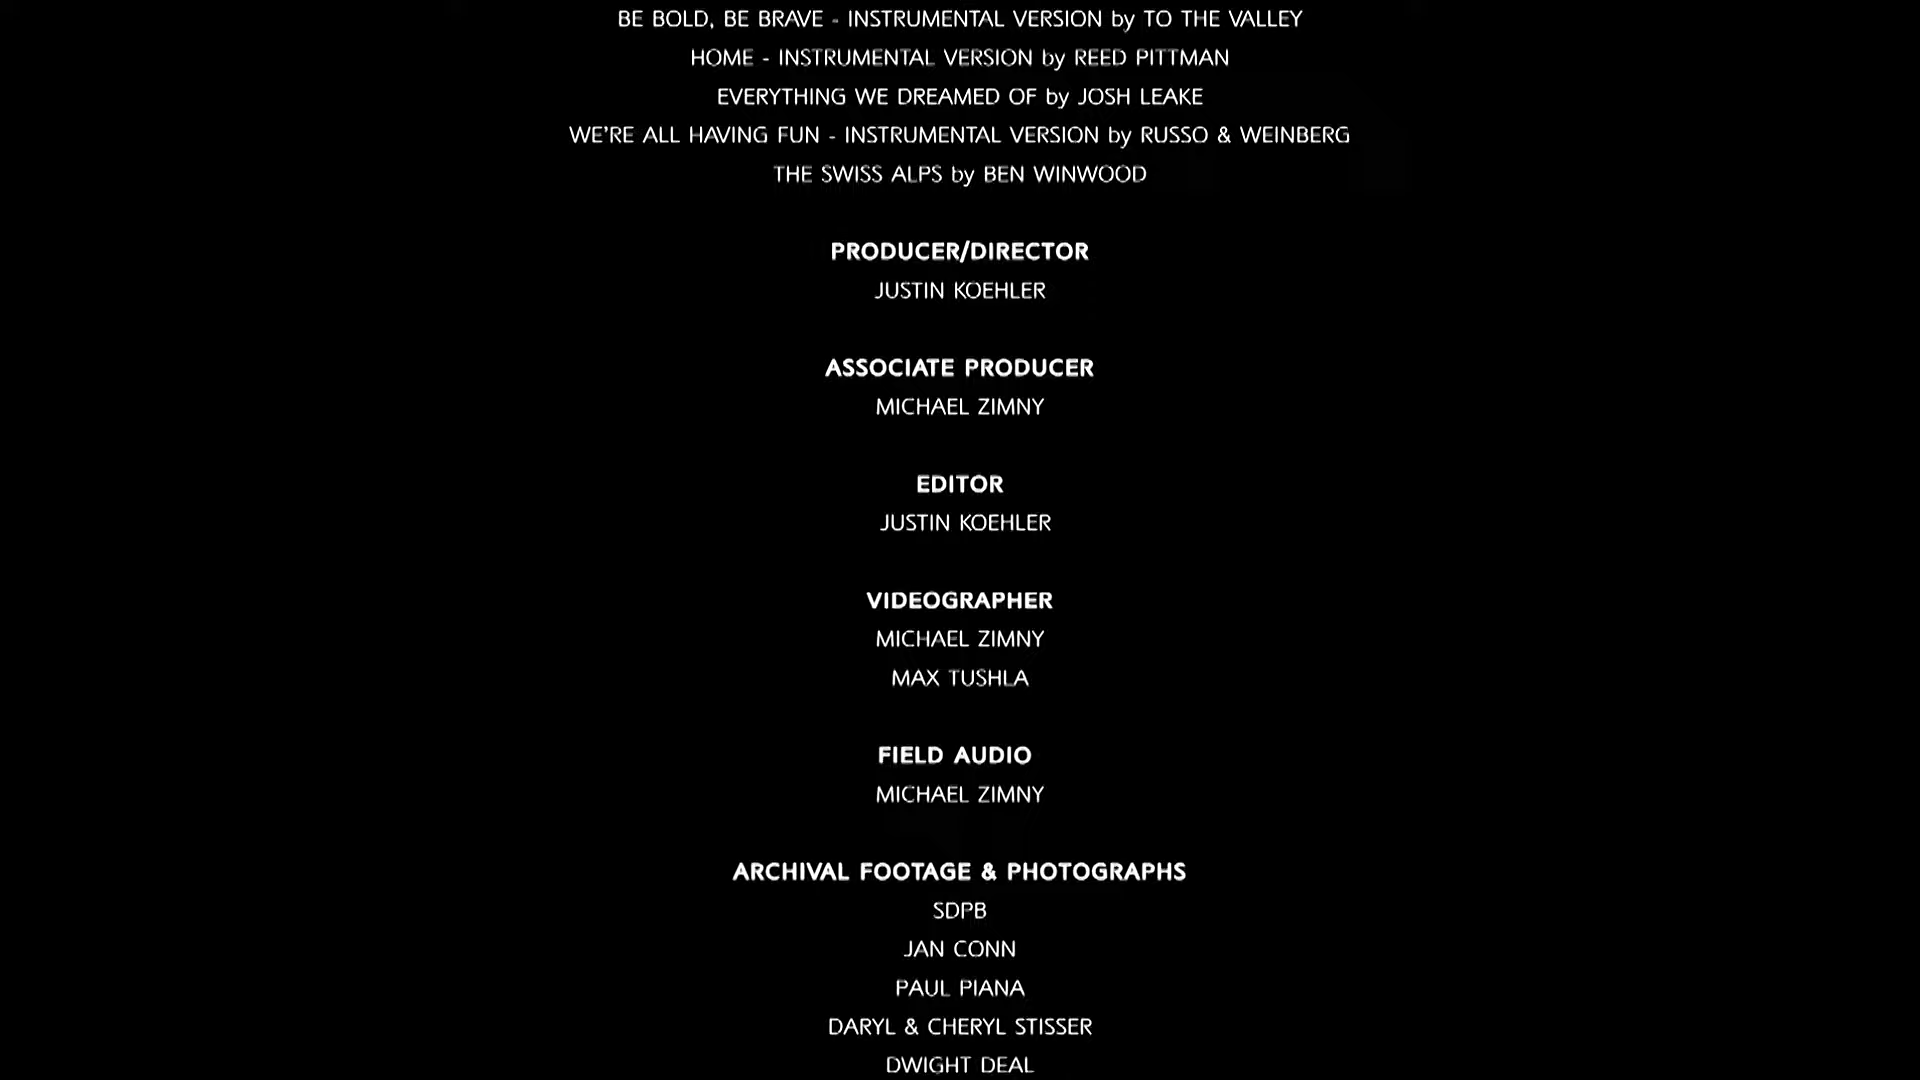 BE BOLD, BE BRAVE - INSTRUMENTAL VERSION by TO THE VALLEY
HOME - INSTRUMENTAL VERSION by REED PITTMAN
EVERYTHING WE DREAMED OF by JOSH LEAKE
WE'RE ALL HAVING FUN - INSTRUMENTAL VERSION by RUSSO & WEINBERG
THE SWISS ALPS by BEN WINWOOD
PRODUCER/DIRECTOR
JUSTIN KOEHLER
ASSOCIATE PRODUCER
MICHAEL ZIMNY
EDITOR
JUSTIN KOEHLER
VIDEOGRAPHER
MICHAEL ZIMNY
MAX TUSHLA
FIELD AUDIO
MICHAEL ZIMNY
ARCHIVAL FOOTAGE & PHOTOGRAPHS
SDPB
JAN CONN
PAUL PIANA
DARYL & CHERYL STISSER
DWIGHT DEAL